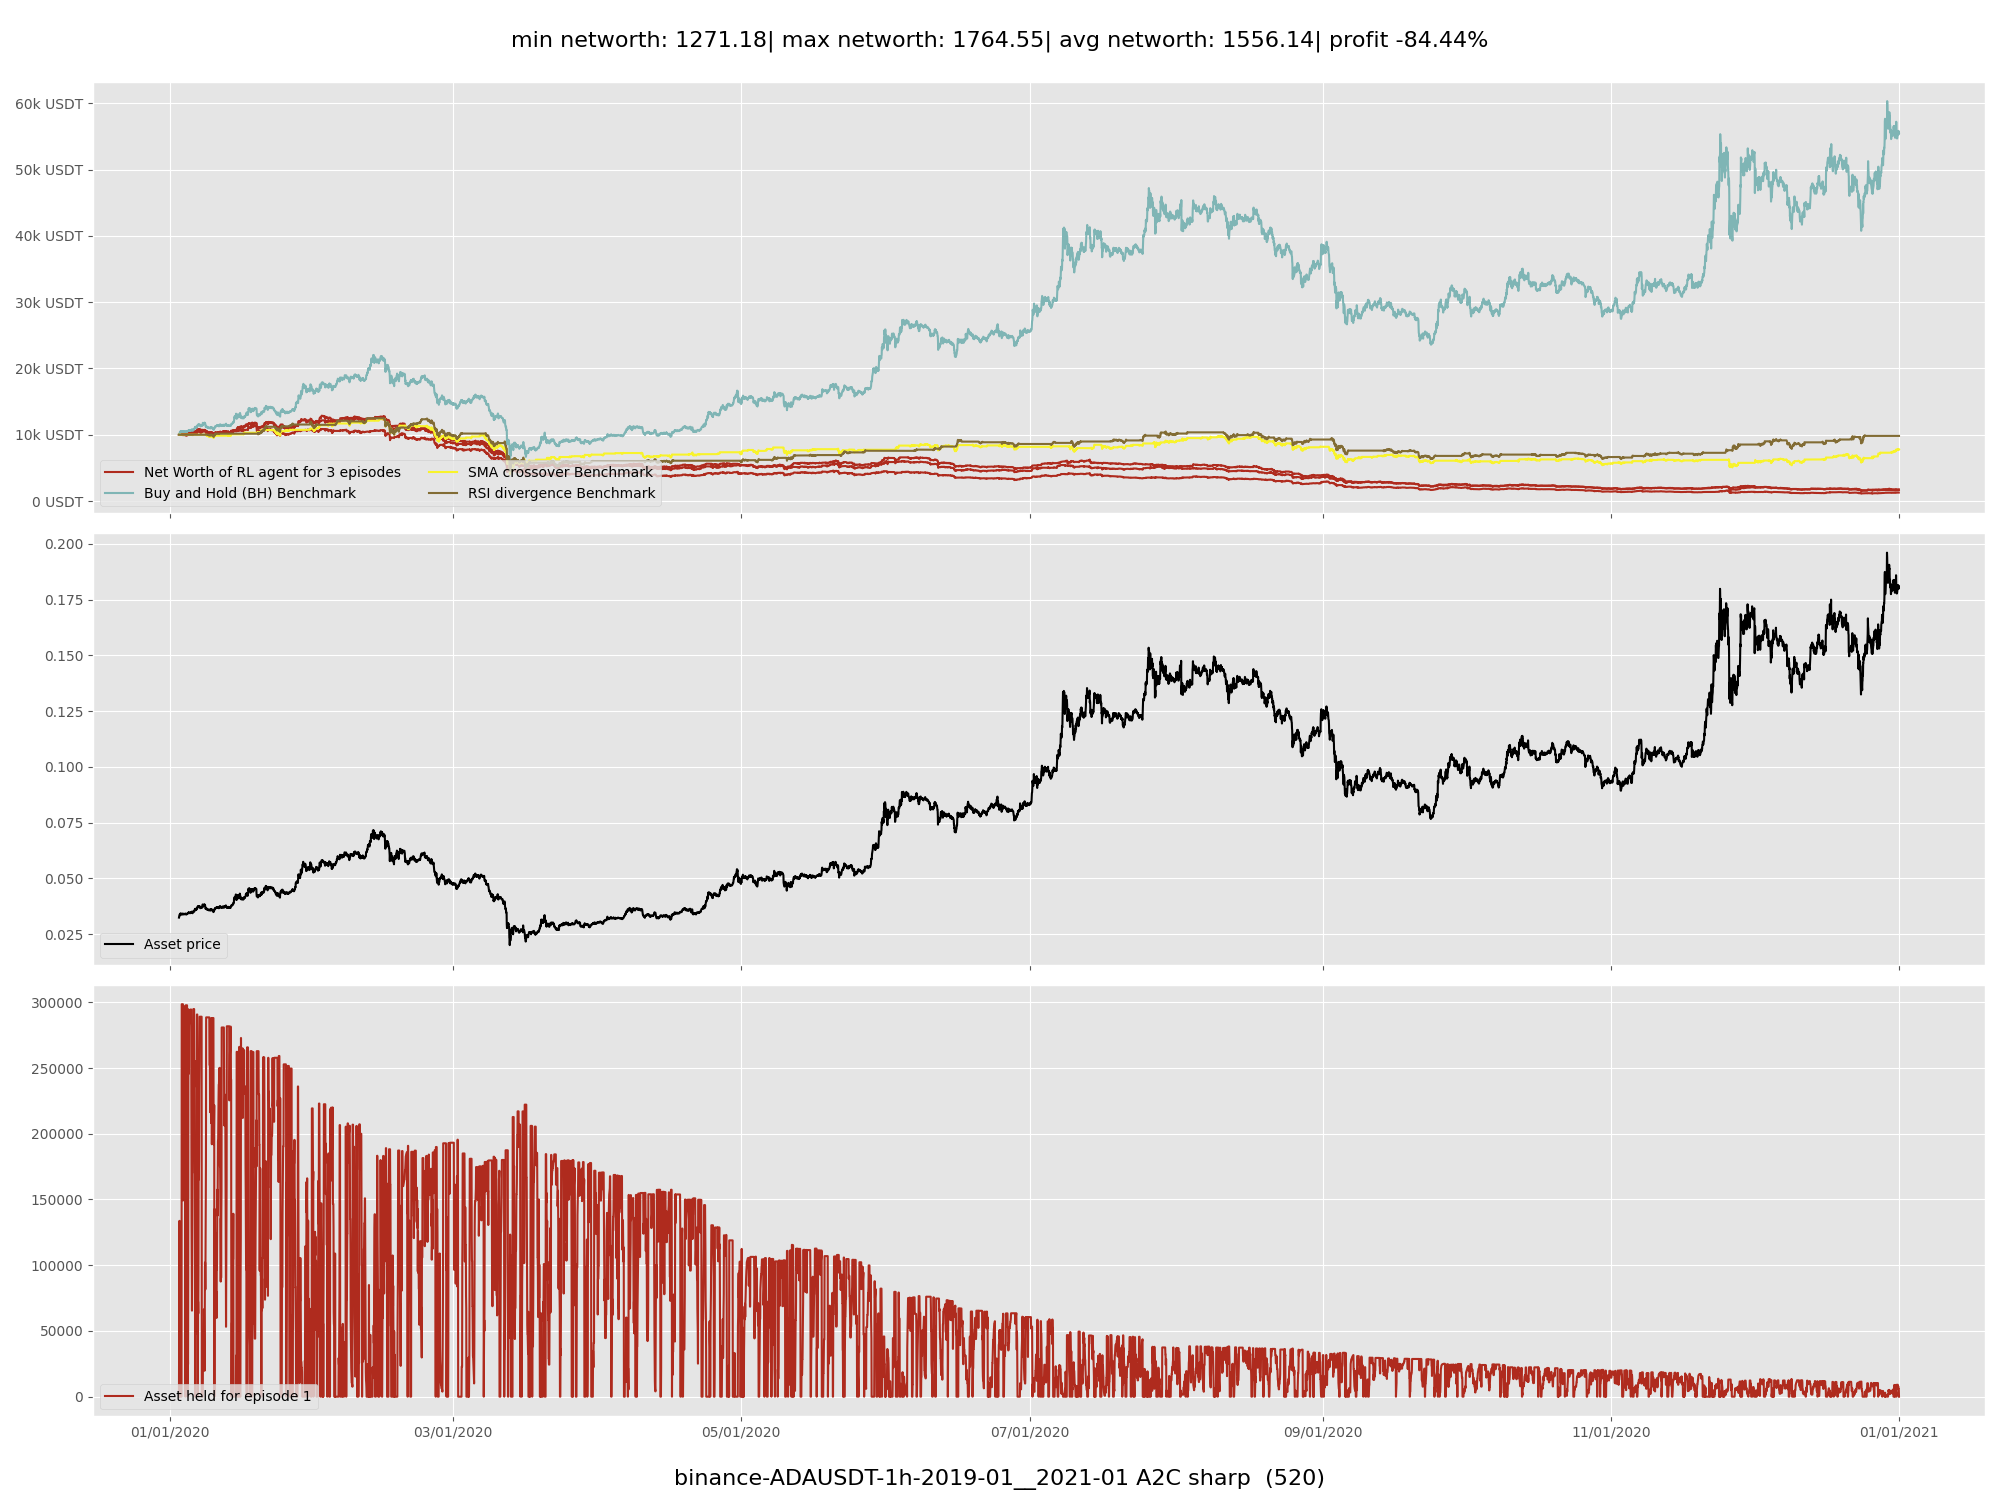 min networth: 1271.18| max networth: 1764.55| avg networth: 1556.14| profit -84.44%
60k USDT
50k USDT
40k USDT
30k USDT
20k USDT
10k USDT
0 USDT
Net Worth of RL agent for 3 episodes
Buy and Hold (BH) Benchmark
SMA crossover Benchmark
RSI divergence Benchmark
0.200
0.175
0.150
0.125
0.100
0.075
0.050
0.025
Asset price
300000
250000
200000
150000
100000
50000
0
Asset held for episode 1
01/01/2020 03/01/2020 05/01/2020 07/01/2020 09/01/2020 11/01/2020 01/01/2021
binance-ADAUSDT-1h-2019-01__2021-01 A2C sharp  (520)